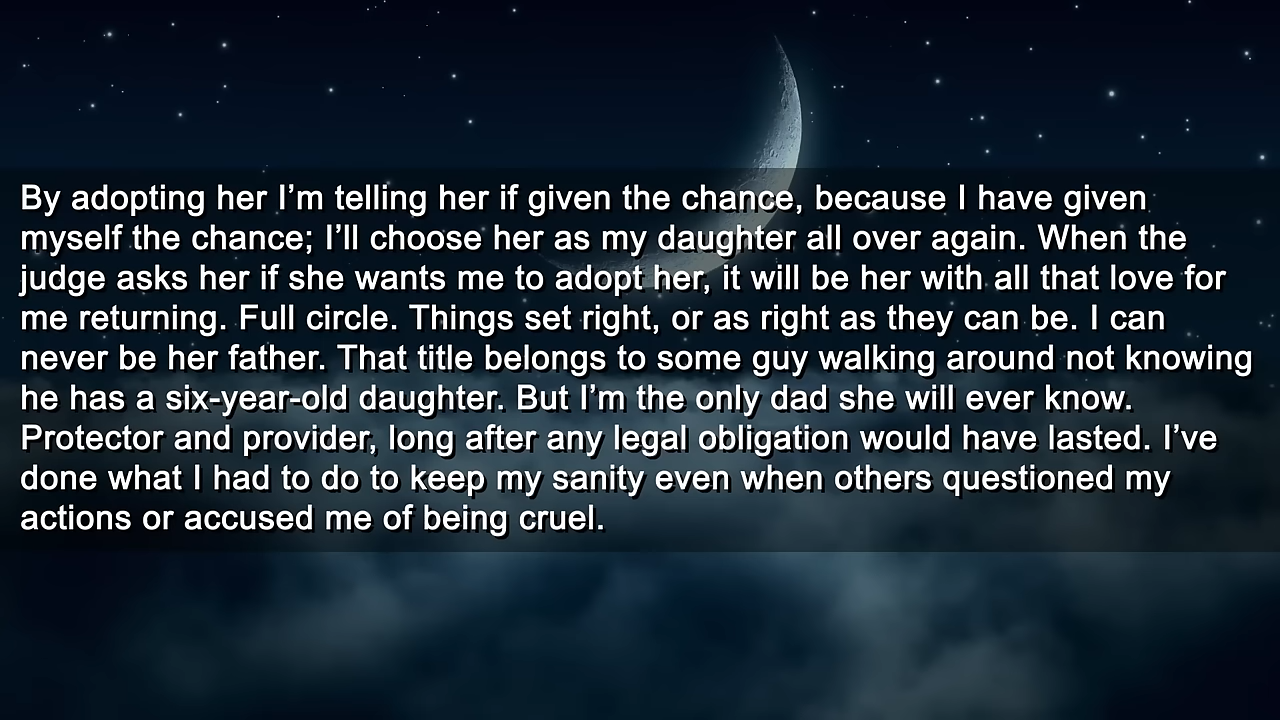 By adopting her I’m telling her if given the chance, because I have given
myself the chance; I’ll choose her as my daughter all over again. When the
judge asks her if she wants me to adopt her, it will be her with all that love for
me returning. Full circle. Things set right, or as right as they can be. I can
never be her father. That title belongs to some guy walking around not knowing
he has a six-year-old daughter. But I’m the only dad she will ever know.
Protector and provider, long after any legal obligation would have lasted. I’ve
done what I had to do to keep my sanity even when others questioned my
actions or accused me of being cruel.